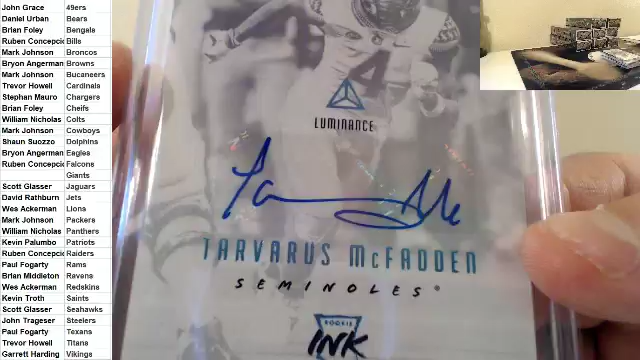 John Grace 49ers
Daniel Urban Bears
Brian Foley Bengals
Ruben Concepcio Bills
Mark Johnson Broncos
Bryon Angerman Browns
Mark Johnson Bucaneers
Trevor Howell Cardinals
Stephan Mauro Chargers
Brian Foley Cheifs
William Nicholas Colts
Mark Johnson Cowboys
Shaun Suozzo Dolphins
Bryon Angerman Eagles
Ruben Concepcio Falcons
Giants
Scott Glasser Jaguars
David Rathburn Jets
Wes Ackerman Lions
Mark Johnson Packers
William Nicholas Panthers
Kevin Palumbo Patriots
Ruben Concepcio Raiders
Paul Fogarty Rams
Brian Middleton Ravens
Wes Ackerman Redskins
Kevin Troth Saints
Scott Glasser Seahawks
John Trageser Steelers
Paul Fogarty Texans
Trevor Howell Titans
Garrett Harding Vikings
4
LUMINANCE
TARVARUS McFADDEN
SEMINOLES
ROOKIE
INK